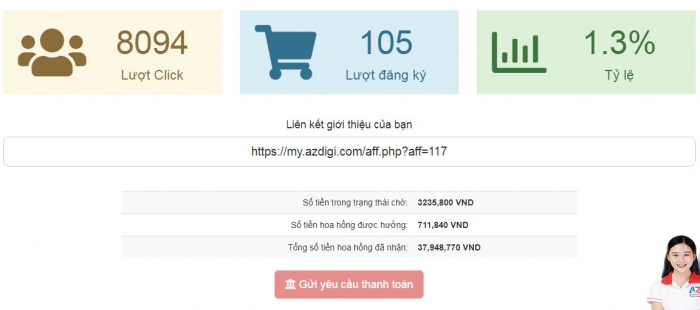 8094
Lượt Click
105
Lượt đăng ký
1.3%
Tỷ lệ
Liên kết giới thiệu của bạn
https://my.azdigi.com/aff.php?aff=117
Số tiền trong trạng thái chờ: 3235,800 VND
Số tiền hoa hồng được hưởng: 711,840 VND
Tổng số tiền hoa hồng đã nhận: 37,948,770 VND
Gửi yêu cầu thanh toán
AZ